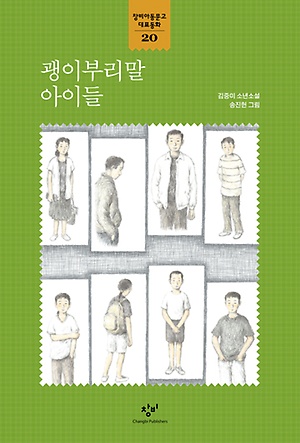 창비아동문고
대표동화
20
괭이부리말
아이들
김중미 소년소설
송진헌 그림
창비
Changbi Publishers